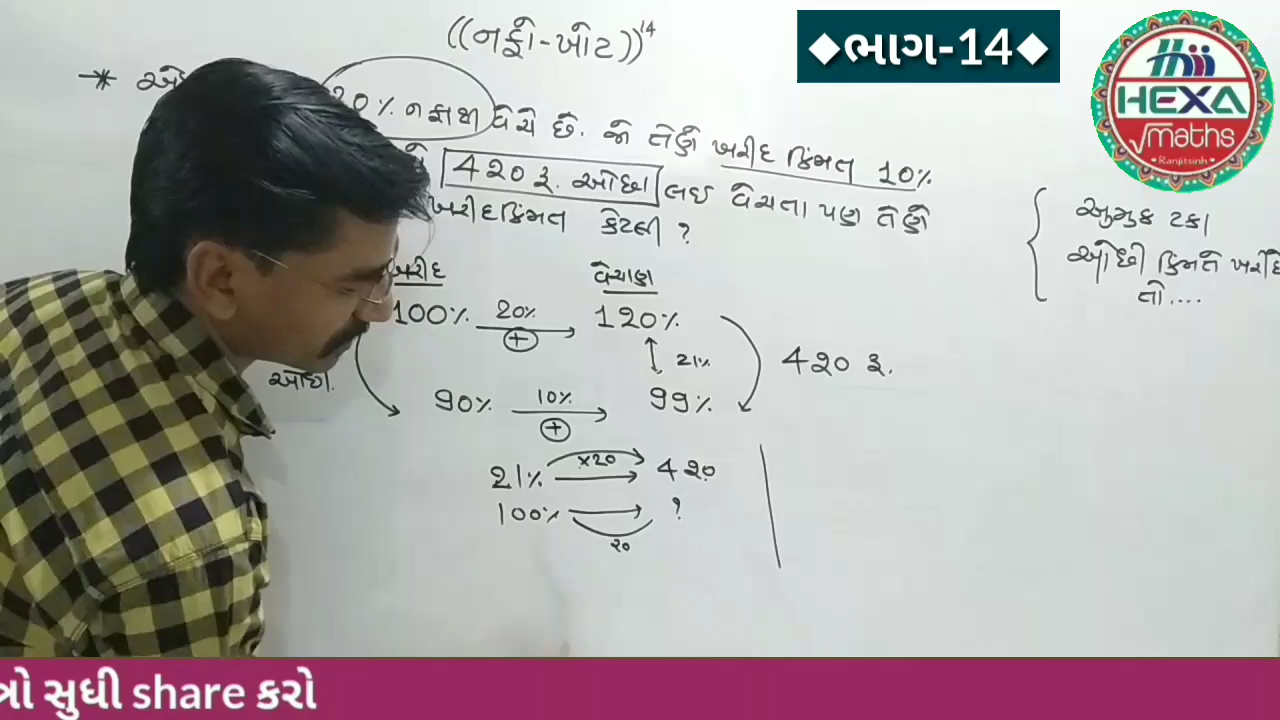 ((નફો-ખોટ))¹⁴
◆ભાગ-14◆
HEXA
√maths
Ranjitsinh
* 20% નફાથી વેચે છે. જો તેણે ખરીદ કિંમત 10%
420 રૂ. ઓછા લઇ વેચતા પણ તેણે
ખરીદકિંમત કેટલી ?
અમુક ટકા
ઓછી કિંમતે ખરીદે
તો....
ખરીદ વેચાણ
100% 20% + 120%
21% 420 રૂ.
ઓછા.
90% 10% + 99%
21% ×20 420
100% 20 ?
સુધી share કરો